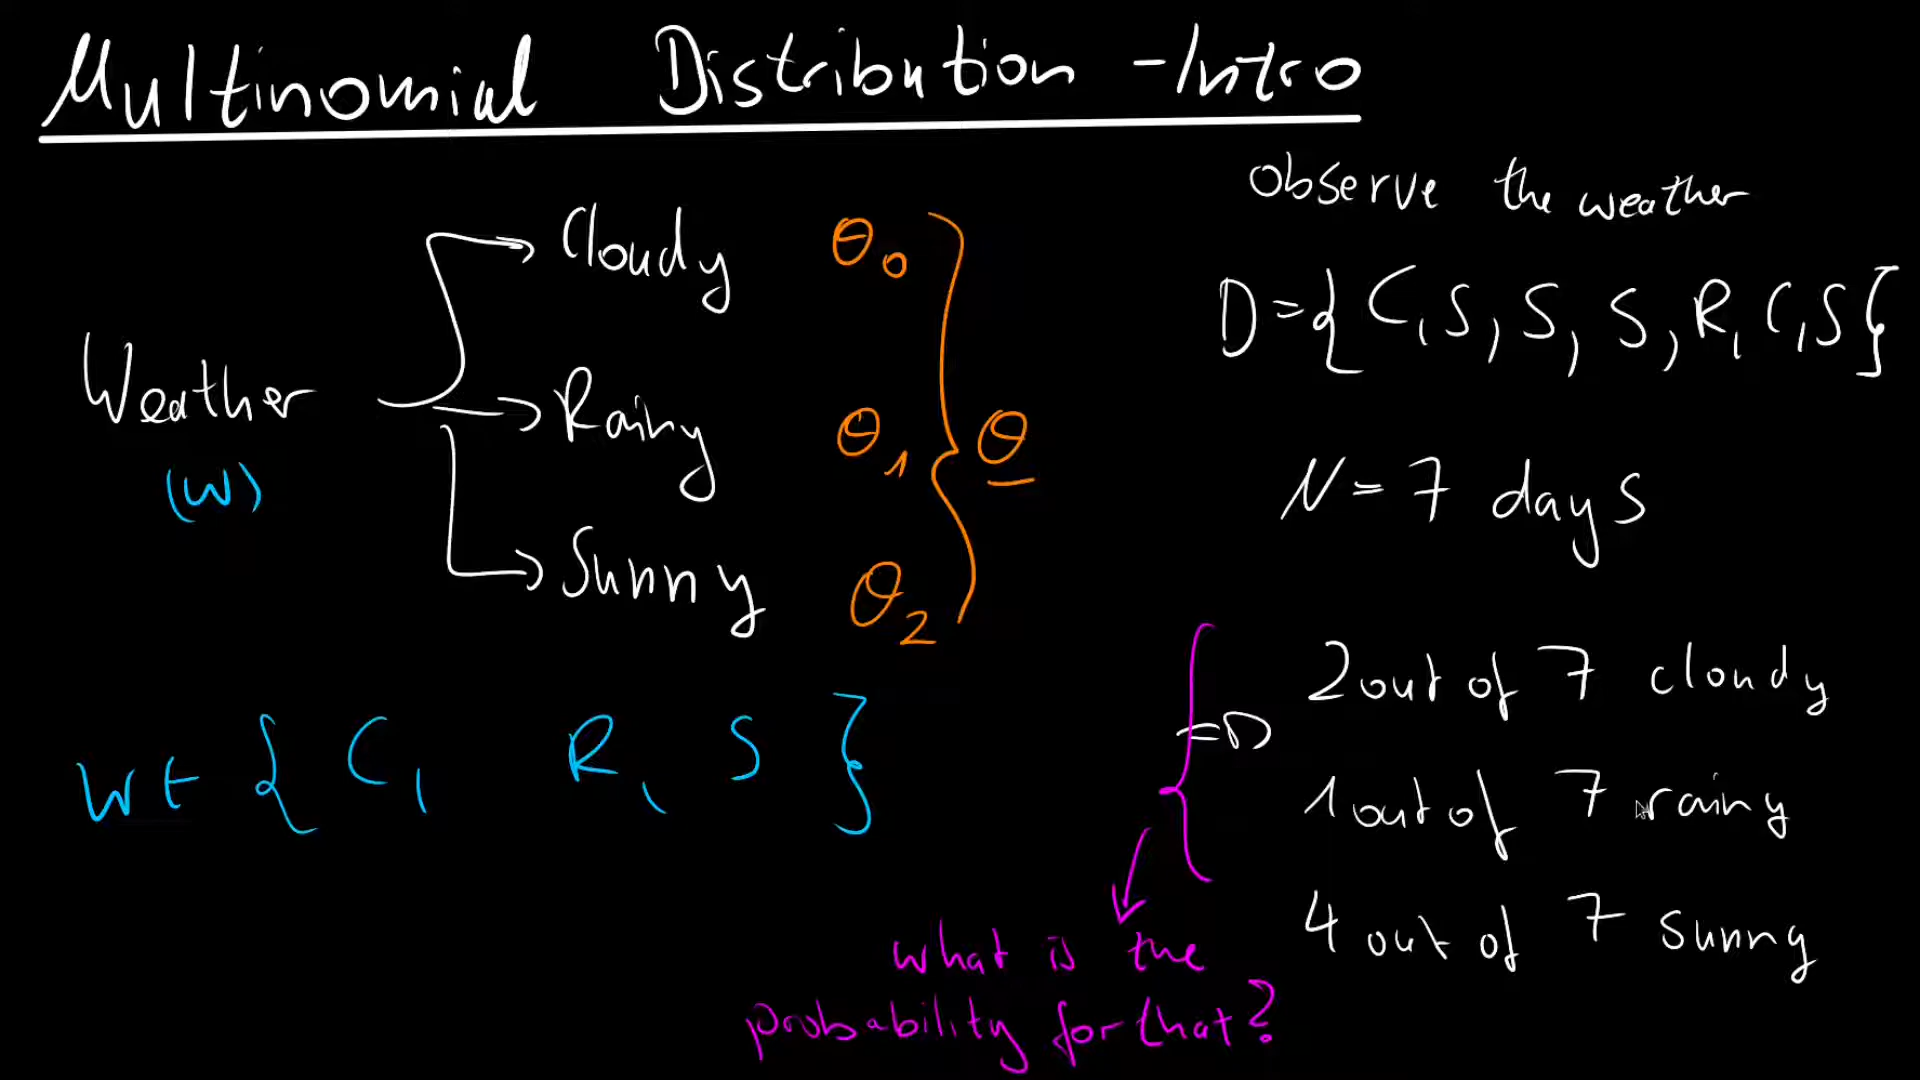 Multinomial Distribution - Intro
observe the weather
Cloudy θ0
D = { C, S, S, S, R, C, S }
Weather
Rainy θ1 θ
(W)
N = 7 days
Sunny θ2
2 out of 7 cloudy
W ∈ { C, R, S }
1 out of 7 rainy
4 out of 7 sunny
what is the
probability for that?